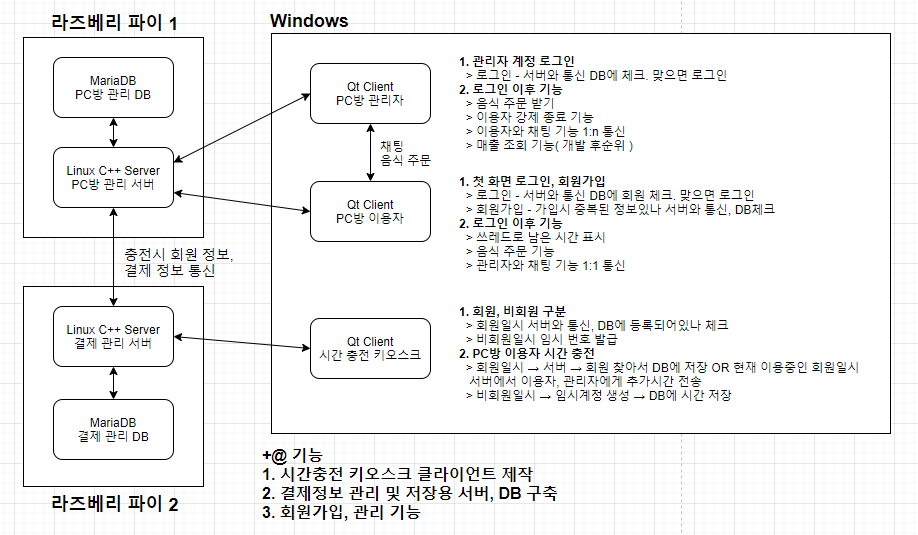 라즈베리 파이 1
MariaDB
PC방 관리 DB
Linux C++ Server
PC방 관리 서버
충전시 회원 정보,
결제 정보 통신
Linux C++ Server
결제 관리 서버
MariaDB
결제 관리 DB
라즈베리 파이 2
Windows
Qt Client
PC방 관리자
채팅
음식 주문
Qt Client
PC방 이용자
Qt Client
시간 충전 키오스크
1. 관리자 계정 로그인
> 로그인 - 서버와 통신 DB에 체크. 맞으면 로그인
2. 로그인 이후 기능
> 음식 주문 받기
> 이용자 강제 종료 기능
> 이용자와 채팅 기능 1:n 통신
> 매출 조회 기능( 개발 후순위 )
1. 첫 화면 로그인, 회원가입
> 로그인 - 서버와 통신 DB에 회원 체크. 맞으면 로그인
> 회원가입 - 가입시 중복된 정보있나 서버와 통신, DB체크
2. 로그인 이후 기능
> 쓰레드로 남은 시간 표시
> 음식 주문 기능
> 관리자와 채팅 기능 1:1 통신
1. 회원, 비회원 구분
> 회원일시 서버와 통신, DB에 등록되어있나 체크
> 비회원일시 임시 번호 발급
2. PC방 이용자 시간 충전
> 회원일시 → 서버 → 회원 찾아서 DB에 저장 OR 현재 이용중인 회원일시
서버에서 이용자, 관리자에게 추가시간 전송
> 비회원일시 → 임시계정 생성 → DB에 시간 저장
+@ 기능
1. 시간충전 키오스크 클라이언트 제작
2. 결제정보 관리 및 저장용 서버, DB 구축
3. 회원가입, 관리 기능